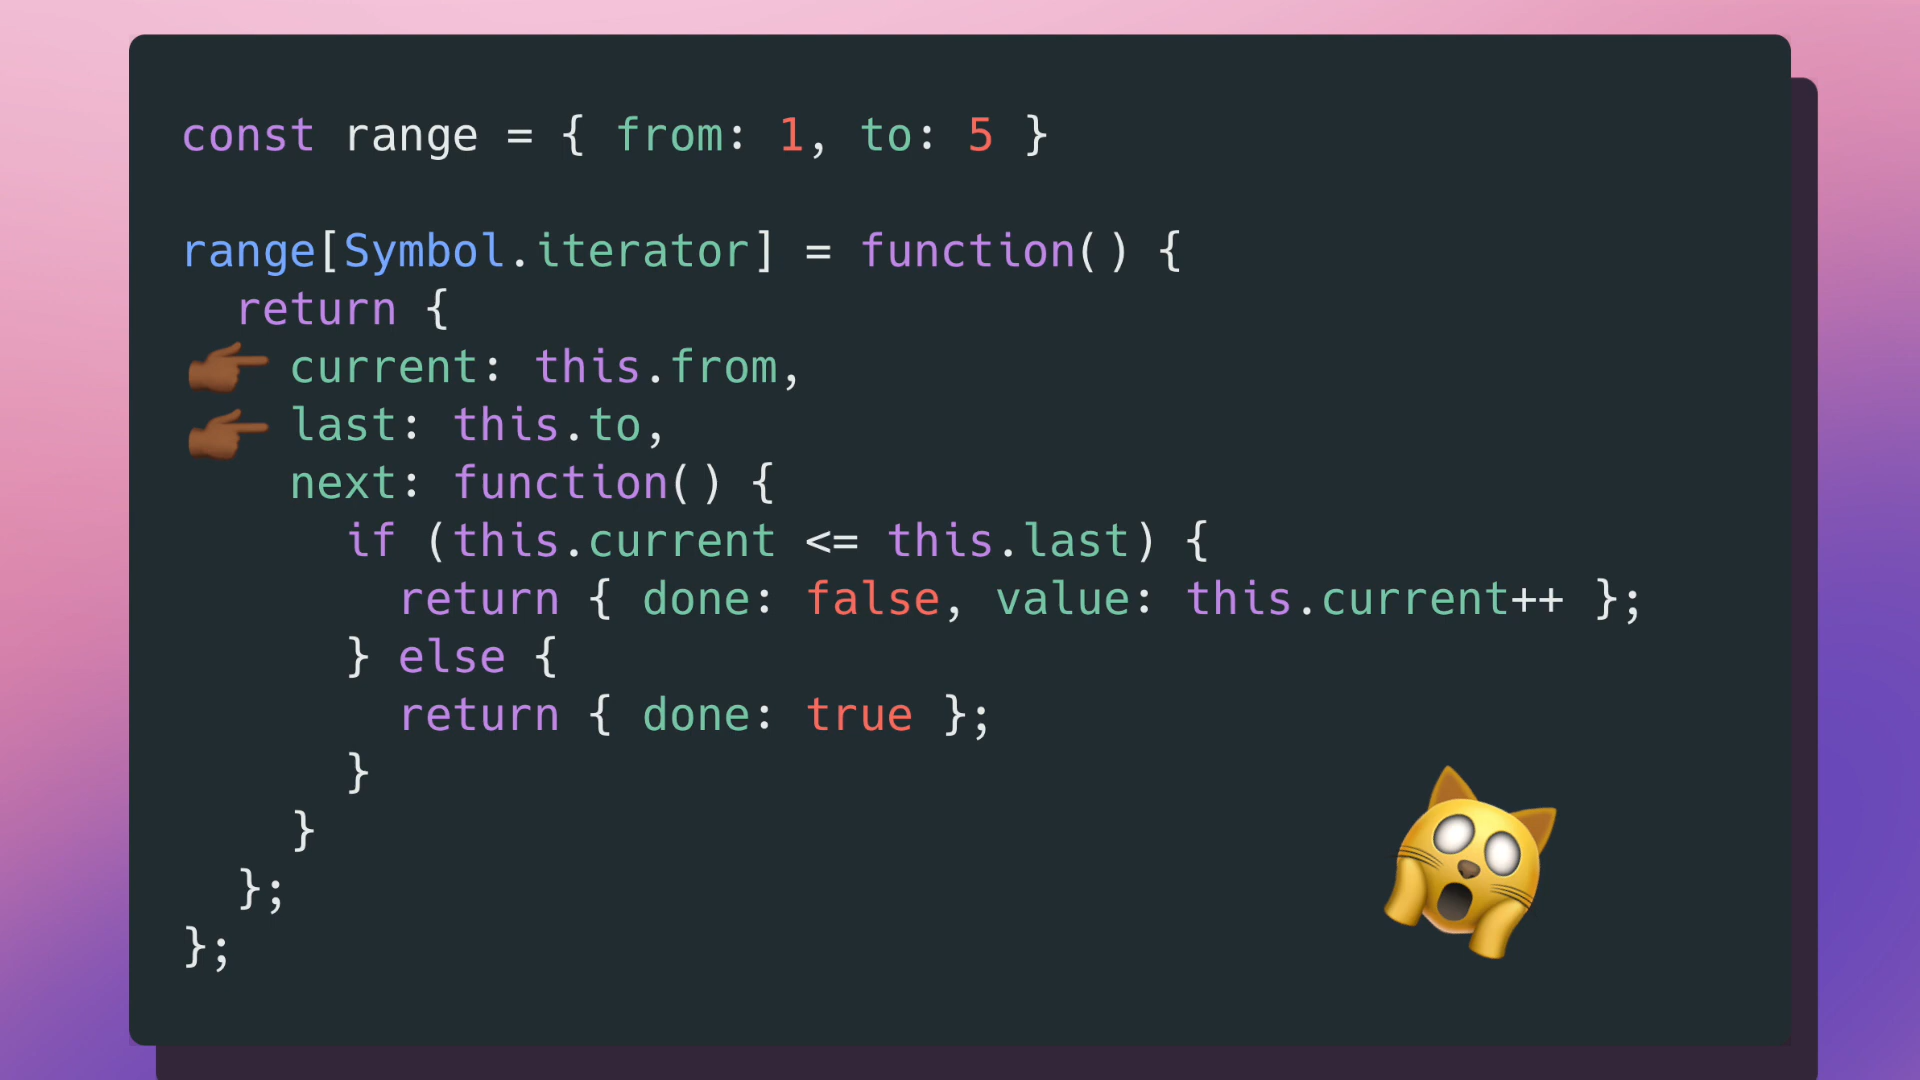 const range = { from: 1, to: 5 }
range[Symbol.iterator] = function() {
return {
current: this.from,
last: this.to,
next: function() {
if (this.current <= this.last) {
return { done: false, value: this.current++ };
} else {
return { done: true };
}
}
};
};